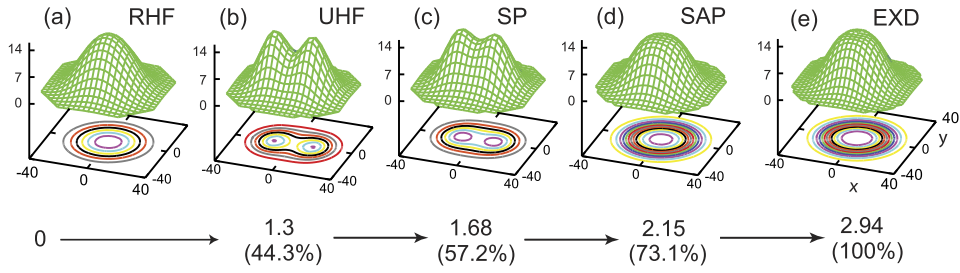 (a) RHF (b) UHF (c) SP (d) SAP (e) EXD
14 14 14 14 14
7 7 7 7 7
0 0 0 0 0
40
y
0 0 0 0 0
-40 -40 -40 -40 -40 -40 -40 -40 -40 -40
0 0 0 0 0 x
40 40 40 40 40
0 1.3 1.68 2.15 2.94
(44.3%) (57.2%) (73.1%) (100%)